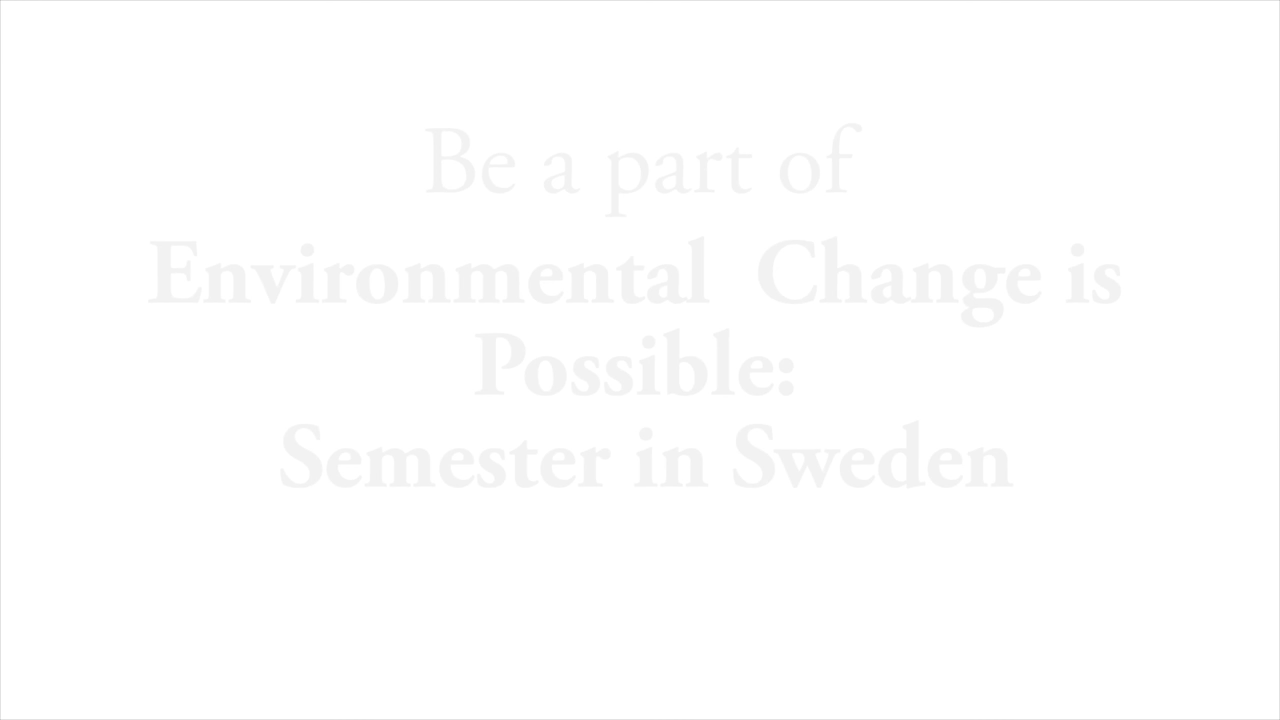 Be a part of
Environmental  Change is
Possible:
Semester in Sweden